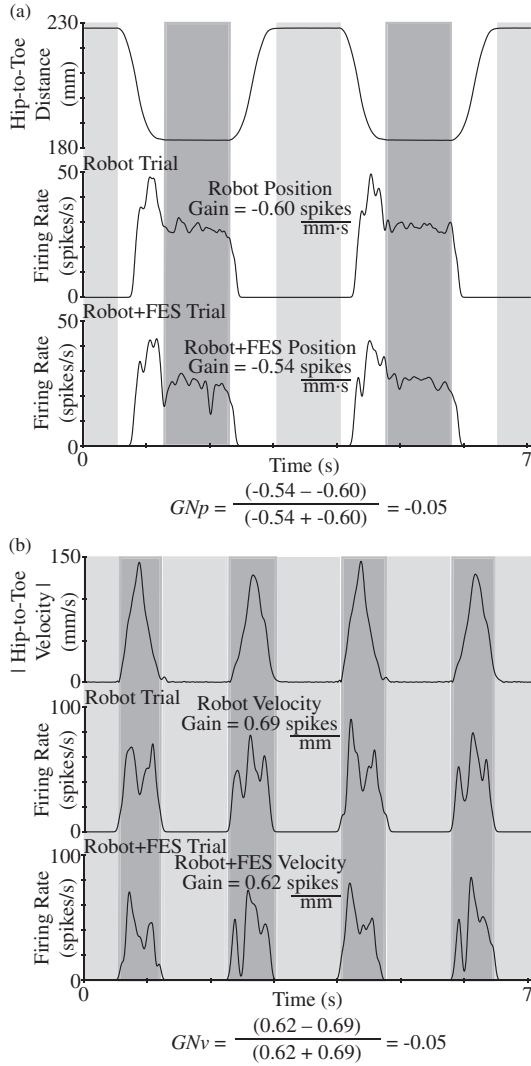 (a)
230
Hip-to-Toe
Distance
(mm)
180
Robot Trial
50
Robot Position
Gain = -0.60 spikes
mm·s
Firing Rate
(spikes/s)
0
Robot+FES Trial
50
Robot+FES Position
Gain = -0.54 spikes
mm·s
Firing Rate
(spikes/s)
0
0
Time (s)
7
GNp = (-0.54 – -0.60) = -0.05
(-0.54 + -0.60)
(b)
150
| Hip-to-Toe
Velocity |
(mm/s)
0
Robot Trial
100
Robot Velocity
Gain = 0.69 spikes
mm
Firing Rate
(spikes/s)
0
Robot+FES Trial
100
Robot+FES Velocity
Gain = 0.62 spikes
mm
Firing Rate
(spikes/s)
0
0
Time (s)
7
GNv = (0.62 – 0.69) = -0.05
(0.62 + 0.69)